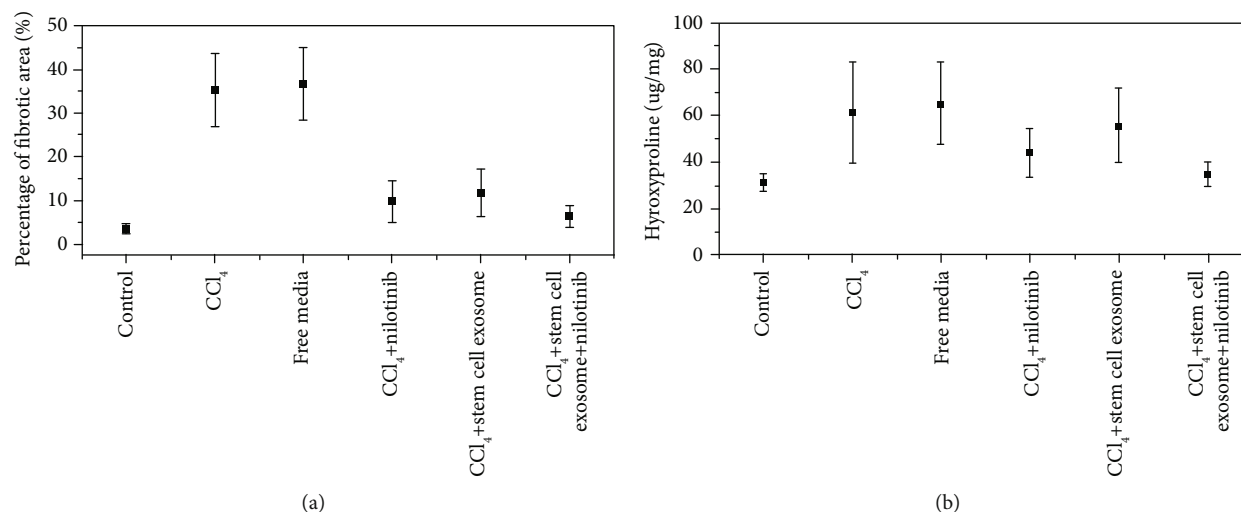 Percentage of fibrotic area (%)
50
40
30
20
10
0
Control
CCl₄
Free media
CCl₄+nilotinib
CCl₄+stem cell exosome
CCl₄+stem cell
exosome+nilotinib
(a)
Hyroxyproline (ug/mg)
100
80
60
40
20
0
Control
CCl₄
Free media
CCl₄+nilotinib
CCl₄+stem cell exosome
CCl₄+stem cell
exosome+nilotinib
(b)